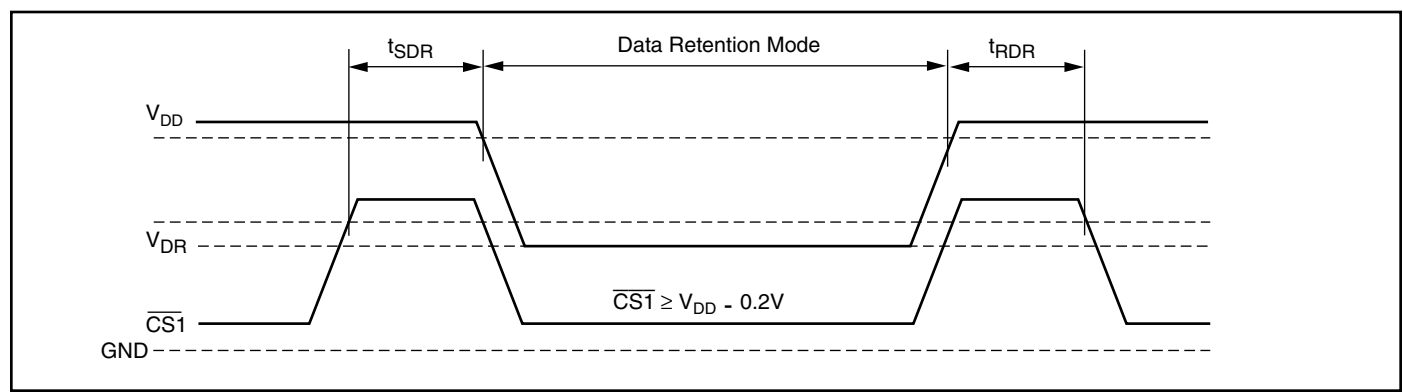 tSDR
Data Retention Mode
tRDR
VDD
VDR
CS1 ≥ VDD - 0.2V
CS1
GND